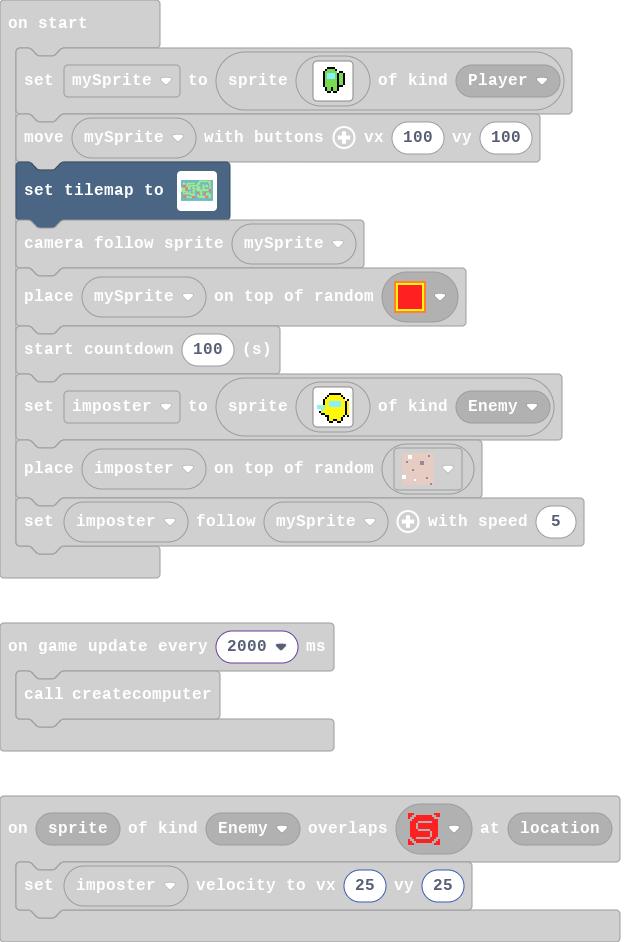 on start
set mySprite to sprite of kind Player
move mySprite with buttons vx 100 vy 100
set tilemap to
camera follow sprite mySprite
place mySprite on top of random
start countdown 100 (s)
set imposter to sprite of kind Enemy
place imposter on top of random
set imposter follow mySprite with speed 5
on game update every 2000 ms
call createcomputer
on sprite of kind Enemy overlaps at location
set imposter velocity to vx 25 vy 25